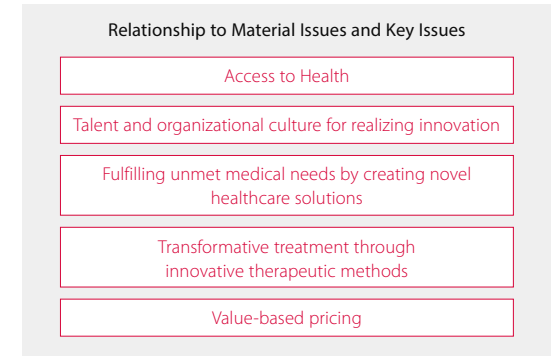 Relationship to Material Issues and Key Issues
Access to Health
Talent and organizational culture for realizing innovation
Fulfilling unmet medical needs by creating novel
healthcare solutions
Transformative treatment through
innovative therapeutic methods
Value-based pricing